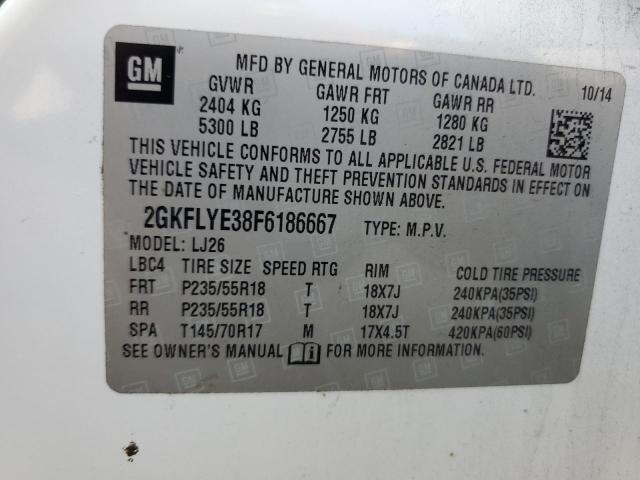 GM
MFD BY GENERAL MOTORS OF CANADA LTD.
10/14
GVWR GAWR FRT GAWR RR
2404 KG 1250 KG 1280 KG
5300 LB 2755 LB 2821 LB
THIS VEHICLE CONFORMS TO ALL APPLICABLE U.S. FEDERAL MOTOR
VEHICLE SAFETY AND THEFT PREVENTION STANDARDS IN EFFECT ON
THE DATE OF MANUFACTURE SHOWN ABOVE.
2GKFLYE38F6186667 TYPE: M.P.V.
MODEL: LJ26
LBC4 TIRE SIZE SPEED RTG RIM COLD TIRE PRESSURE
FRT P235/55R18 T 18X7J 240KPA(35PSI)
RR P235/55R18 T 18X7J 240KPA(35PSI)
SPA T145/70R17 M 17X4.5T 420KPA(60PSI)
SEE OWNER'S MANUAL FOR MORE INFORMATION.